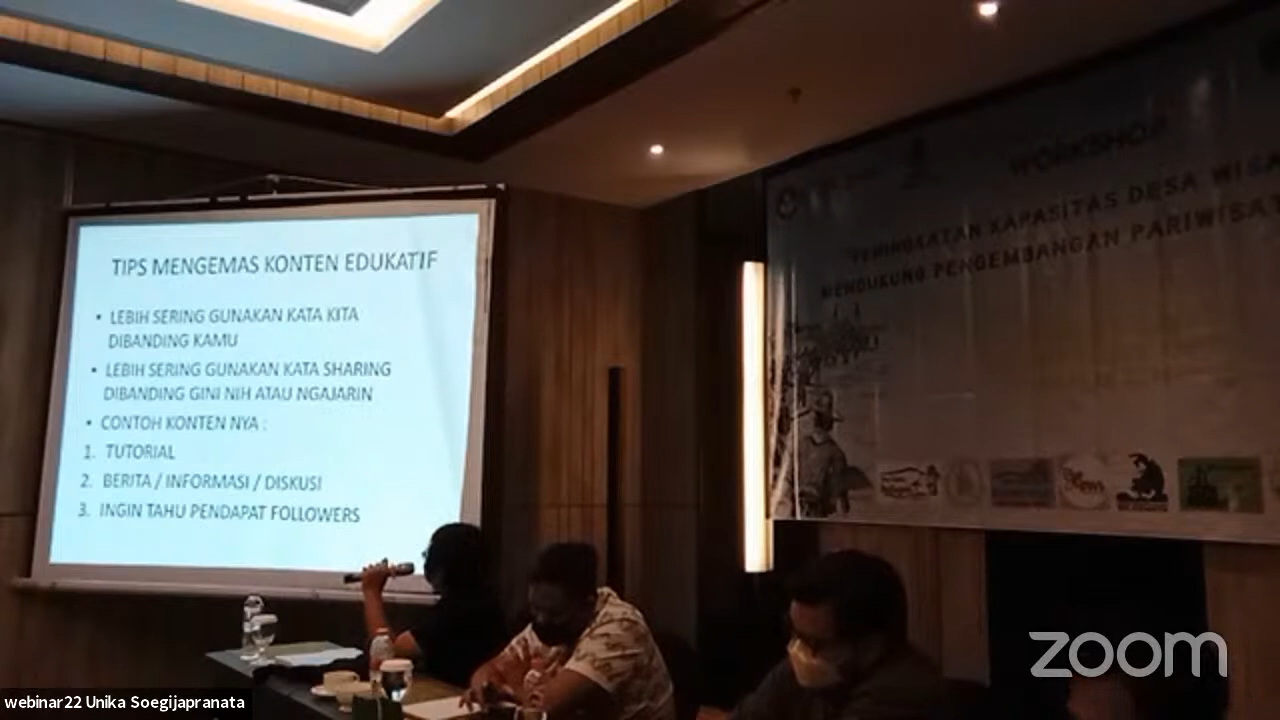 TIPS MENGEMAS KONTEN EDUKATIF
• LEBIH SERING GUNAKAN KATA KITA
DIBANDING KAMU
• LEBIH SERING GUNAKAN KATA SHARING
DIBANDING GINI NIH ATAU NGAJARIN
• CONTOH KONTEN NYA :
1. TUTORIAL
2. BERITA / INFORMASI / DISKUSI
3. INGIN TAHU PENDAPAT FOLLOWERS
WORKSHOP
PENINGKATAN KAPASITAS DESA WISA
MENDUKUNG PENGEMBANGAN PARIWISAT
zoom
webinar22 Unika Soegijapranata